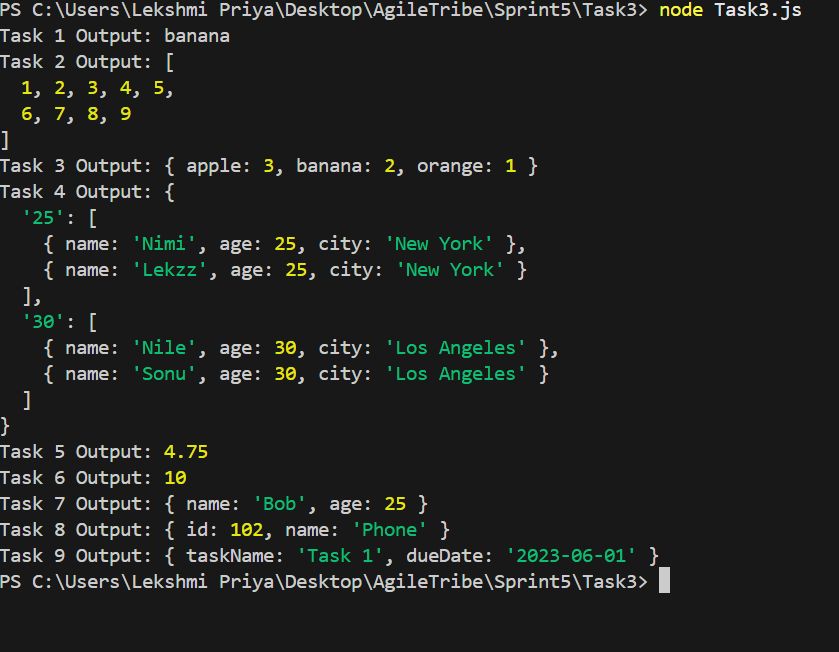 PS C:\Users\Lekshmi Priya\Desktop\AgileTribe\Sprint5\Task3> node Task3.js
Task 1 Output: banana
Task 2 Output: [
  1, 2, 3, 4, 5,
  6, 7, 8, 9
]
Task 3 Output: { apple: 3, banana: 2, orange: 1 }
Task 4 Output: {
  '25': [
    { name: 'Nimi', age: 25, city: 'New York' },
    { name: 'Lekzz', age: 25, city: 'New York' }
  ],
  '30': [
    { name: 'Nile', age: 30, city: 'Los Angeles' },
    { name: 'Sonu', age: 30, city: 'Los Angeles' }
  ]
}
Task 5 Output: 4.75
Task 6 Output: 10
Task 7 Output: { name: 'Bob', age: 25 }
Task 8 Output: { id: 102, name: 'Phone' }
Task 9 Output: { taskName: 'Task 1', dueDate: '2023-06-01' }
PS C:\Users\Lekshmi Priya\Desktop\AgileTribe\Sprint5\Task3>